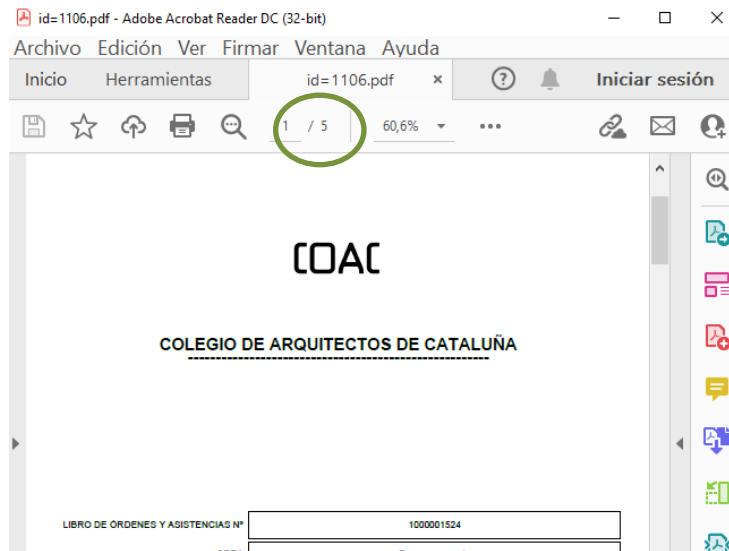 id=1106.pdf - Adobe Acrobat Reader DC (32-bit)
Archivo Edición Ver Firmar Ventana Ayuda
Inicio Herramientas id=1106.pdf × ? Iniciar sesión
1 / 5 60,6%
COAC
COLEGIO DE ARQUITECTOS DE CATALUÑA
LIBRO DE ÓRDENES Y ASISTENCIAS Nº 1000001524